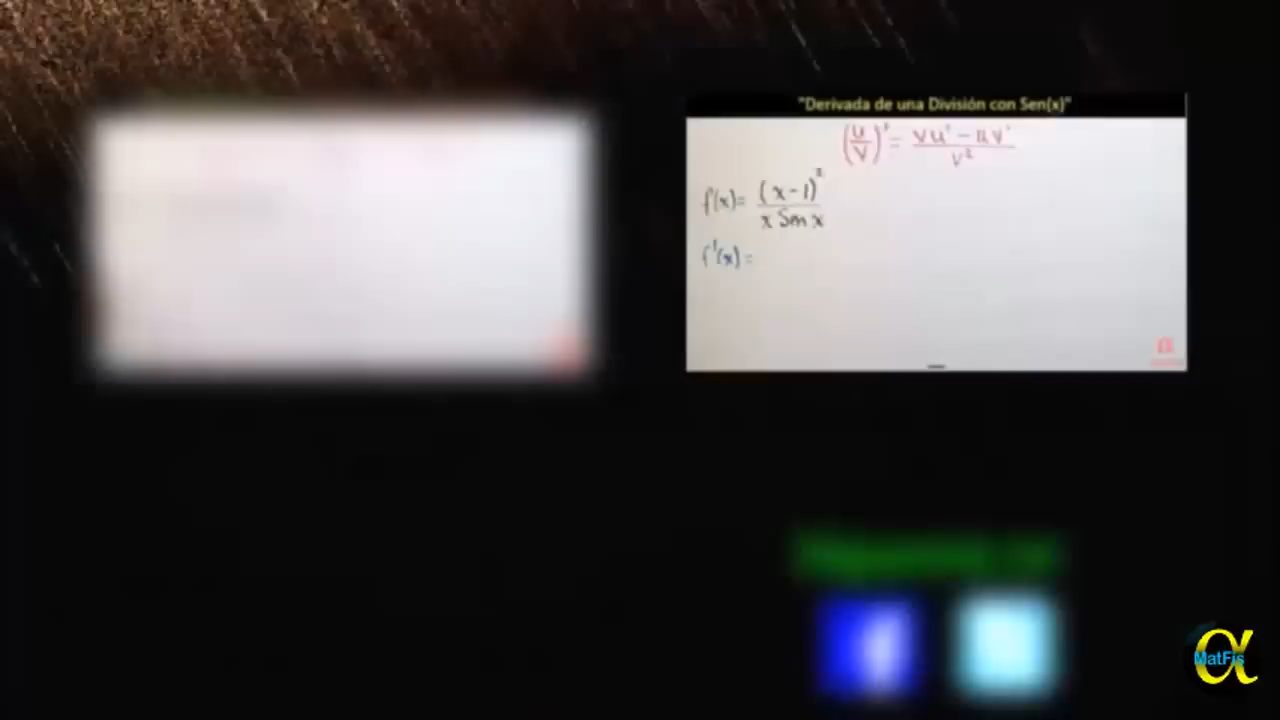 "Derivada de una División con Sen(x)"
(u/v)' = vu' - uv' / v²
f(x) = (x-1)² / x Sen x
f'(x) =
MatFis
α